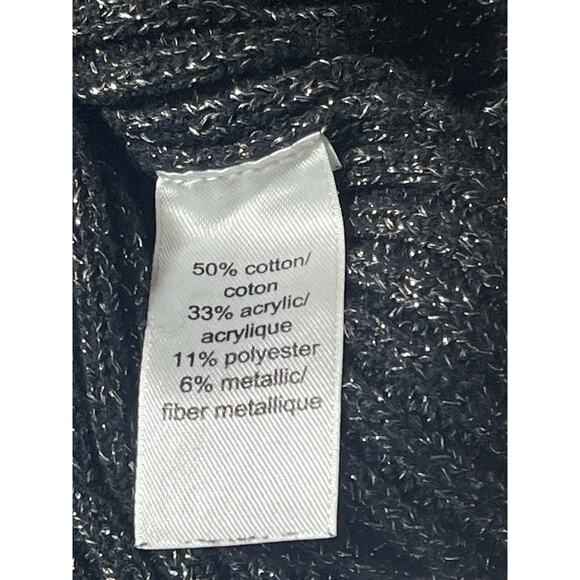 50% cotton/
coton
33% acrylic/
acrylique
11% polyester
6% metallic/
fiber metallique